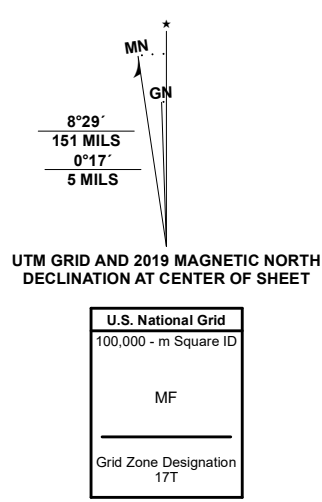 MN
GN
8°29´
151 MILS
0°17´
5 MILS
UTM GRID AND 2019 MAGNETIC NORTH
DECLINATION AT CENTER OF SHEET
U.S. National Grid
100,000 - m Square ID
MF
Grid Zone Designation
17T